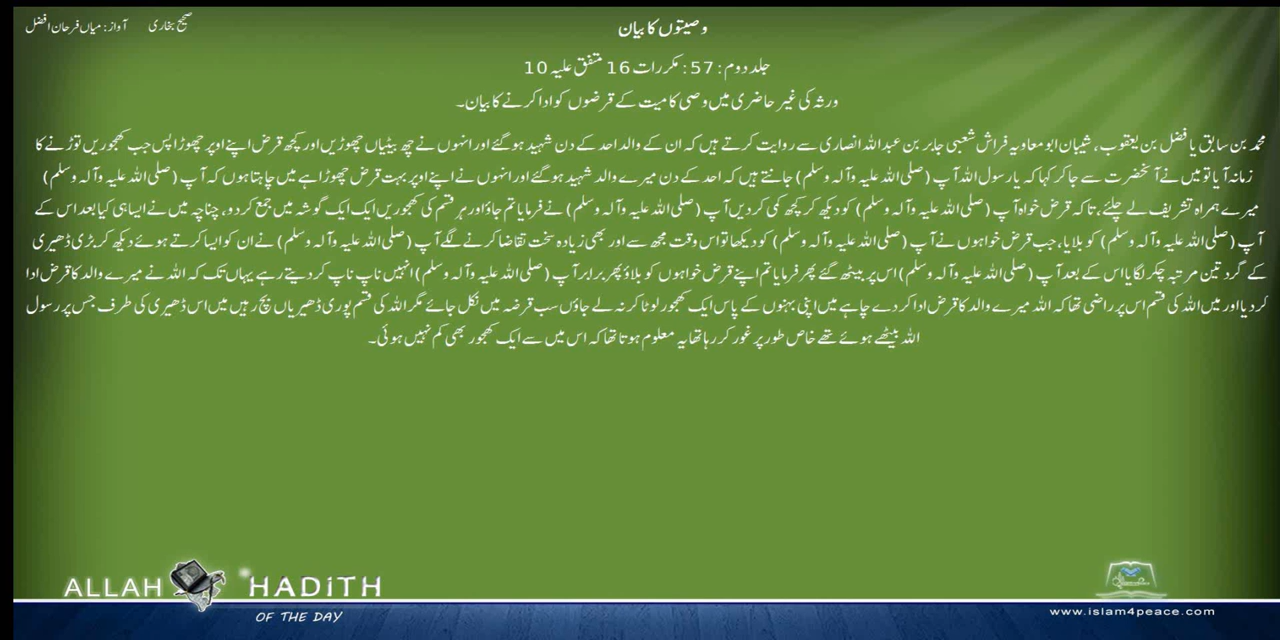 صحیح بخاری
آواز: میاں فرحان افضل
وصیتوں کا بیان
جلد دوم: 57: مکررات 16 متفق علیہ 10
ورثہ کی غیر حاضری میں وصی کا میت کے قرضوں کو ادا کرنے کا بیان۔
محمد بن سابق یا فضل بن یعقوب، شیبان ابو معاویہ فراش شعبی جابر بن عبد اللہ انصاری سے روایت کرتے ہیں کہ ان کے والد احد کے دن شہید ہو گئے اور انہوں نے چھ بیٹیاں چھوڑیں اور کچھ قرض اپنے اوپر چھوڑا پس جب کھجوریں توڑنے کا
زمانہ آیا تو میں نے آنحضرت سے جا کر کہا کہ یا رسول اللہ آپ (صلی اللہ علیہ وآلہ وسلم) جانتے ہیں کہ احد کے دن میرے والد شہید ہو گئے اور انہوں نے اپنے اوپر بہت قرض چھوڑا ہے میں چاہتا ہوں کہ آپ (صلی اللہ علیہ وآلہ وسلم)
میرے ہمراہ تشریف لے چلئے، تاکہ قرض خواہ آپ (صلی اللہ علیہ وآلہ وسلم) کو دیکھ کر کچھ کمی کر دیں آپ (صلی اللہ علیہ وآلہ وسلم) نے فرمایا تم جاؤ اور ہر قسم کی کھجوریں ایک ایک گوشہ میں جمع کر دو، چناچہ میں نے ایسا ہی کیا بعد اس کے
آپ (صلی اللہ علیہ وآلہ وسلم) کو بلایا، جب قرض خواہوں نے آپ (صلی اللہ علیہ وآلہ وسلم) کو دیکھا تو اس وقت مجھ سے اور بھی زیادہ سخت تقاضا کرنے لگے آپ (صلی اللہ علیہ وآلہ وسلم) نے ان کو ایسا کرتے ہوئے دیکھ کر بڑی ڈھیری
کے گرد تین مرتبہ چکر لگایا اس کے بعد آپ (صلی اللہ علیہ وآلہ وسلم) اس پر بیٹھ گئے پھر فرمایا تم اپنے قرض خواہوں کو بلاؤ پھر برابر آپ (صلی اللہ علیہ وآلہ وسلم) انہیں ناپ ناپ کر دیتے رہے یہاں تک کہ اللہ نے میرے والد کا قرض ادا
کر دیا اور میں اللہ کی قسم اس پر راضی تھا کہ اللہ میرے والد کا قرض ادا کر دے چاہے میں اپنی بہنوں کے پاس ایک کھجور لوٹا کر نہ لے جاؤں سب قرضہ میں نکل جائے مگر اللہ کی قسم پوری ڈھیریاں بچ رہیں میں اس ڈھیری کی طرف جس پر رسول
اللہ بیٹھے ہوئے تھے خاص طور پر غور کر رہا تھا یہ معلوم ہوتا تھا کہ اس میں سے ایک کھجور بھی کم نہیں ہوئی۔
ALLAH HADITH
OF THE DAY
www.islam4peace.com